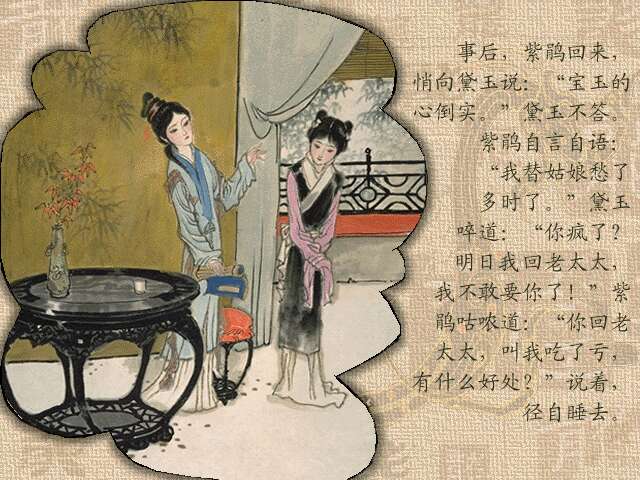 事后，紫鹃回来，
悄向黛玉说：“宝玉的
心倒实。”黛玉不答。
紫鹃自言自语：
“我替姑娘愁了
多时了。”黛玉
啐道：“你疯了？
明日我回老太太，
我不敢要你了！”紫
鹃咕哝道：“你回老
太太，叫我吃了亏，
有什么好处？”说着，
径自睡去。